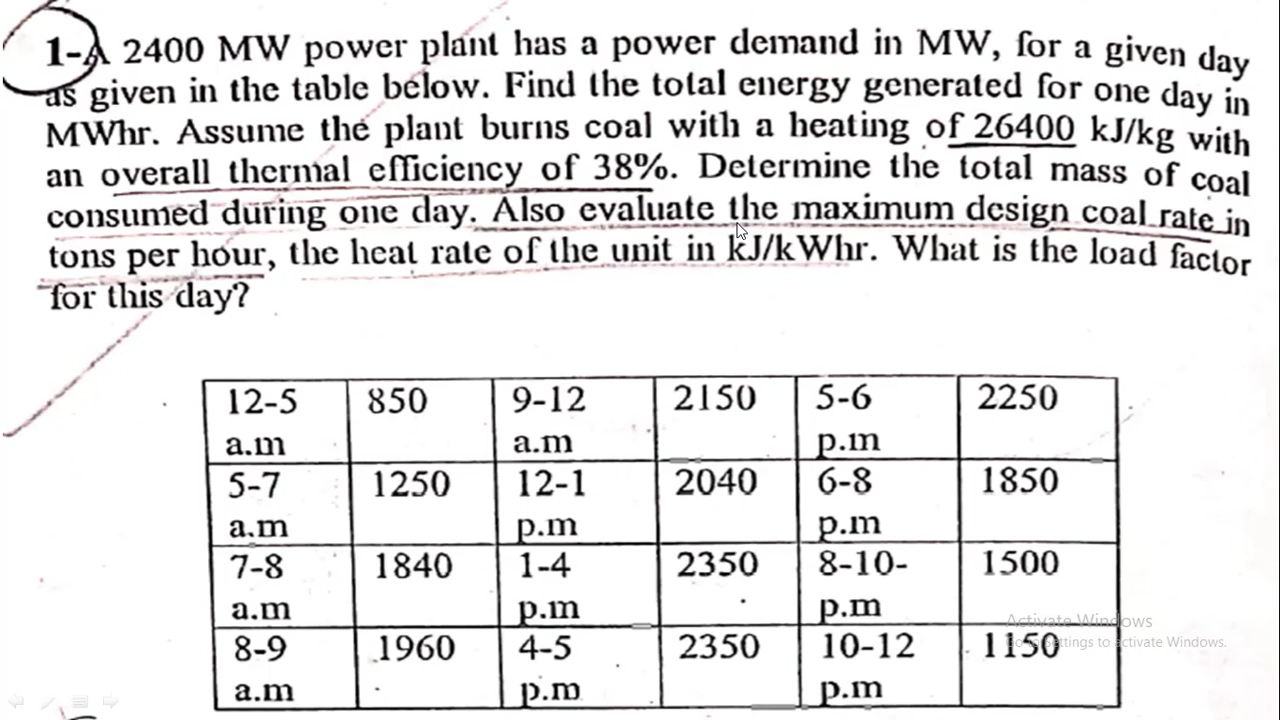 1-A 2400 MW power plant has a power demand in MW, for a given day
as given in the table below. Find the total energy generated for one day in
MWhr. Assume the plant burns coal with a heating of 26400 kJ/kg with
an overall thermal efficiency of 38%. Determine the total mass of coal
consumed during one day. Also evaluate the maximum design coal rate in
tons per hour, the heat rate of the unit in kJ/kWhr. What is the load factor
for this day?
12-5 850 9-12 2150 5-6 2250
a.m a.m p.m
5-7 1250 12-1 2040 6-8 1850
a.m p.m p.m
7-8 1840 1-4 2350 8-10- 1500
a.m p.m p.m
Activate Windows
8-9 1960 4-5 2350 10-12 1150
Go to Settings to activate Windows.
a.m p.m p.m